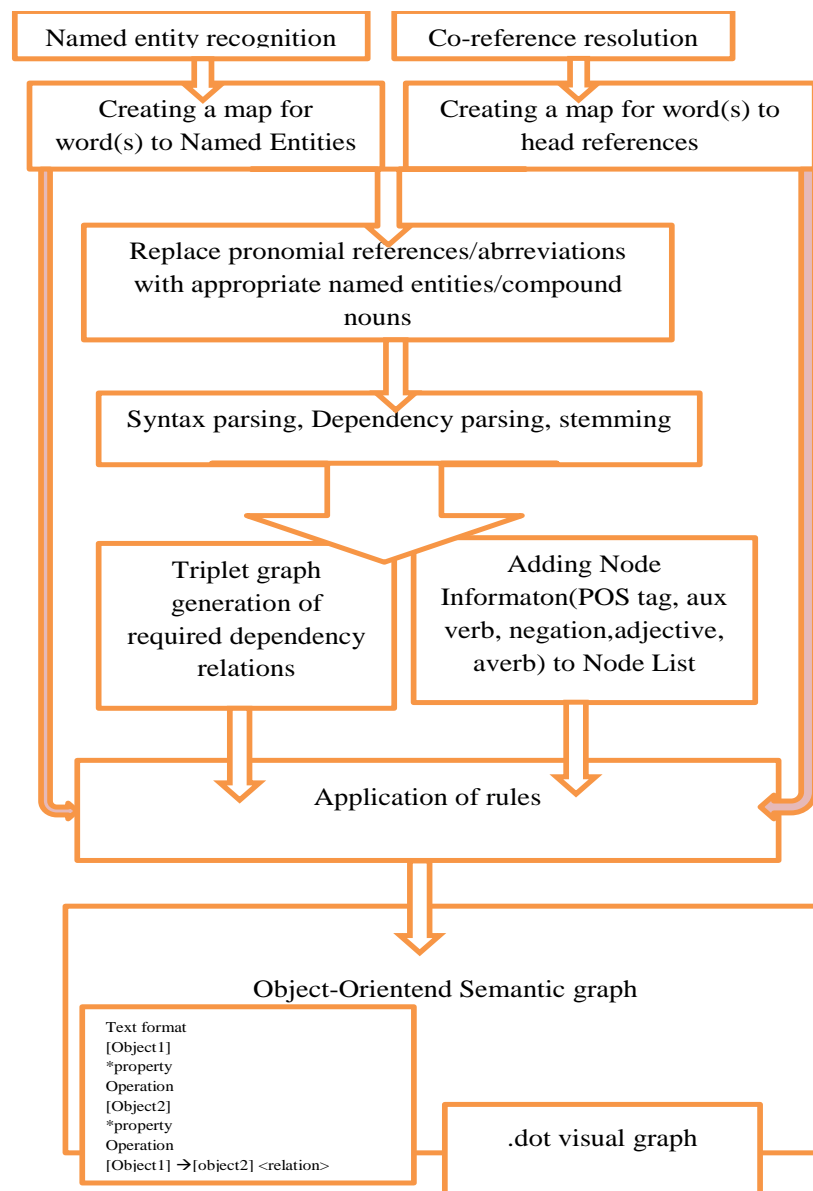 Named entity recognition
Co-reference resolution
Creating a map for
word(s) to Named Entities
Creating a map for word(s) to
head references
Replace pronomial references/abrreviations
with appropriate named entities/compound
nouns
Syntax parsing, Dependency parsing, stemming
Triplet graph
generation of
required dependency
relations
Adding Node
Informaton(POS tag, aux
verb, negation,adjective,
averb) to Node List
Application of rules
Object-Orientend Semantic graph
Text format
[Object1]
*property
Operation
[Object2]
*property
Operation
[Object1] →[object2] <relation>
.dot visual graph